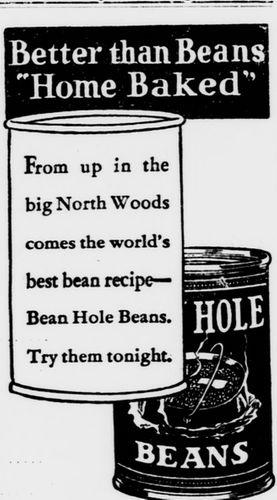 Better than Beans
"Home Baked"
From up in the
big North Woods
comes the world's
best bean recipe—
Bean Hole Beans.
Try them tonight.
HOLE
BEANS